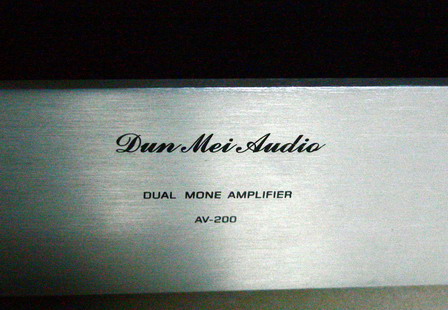 Dun Mei Audio
DUAL MONE AMPLIFIER
AV-200